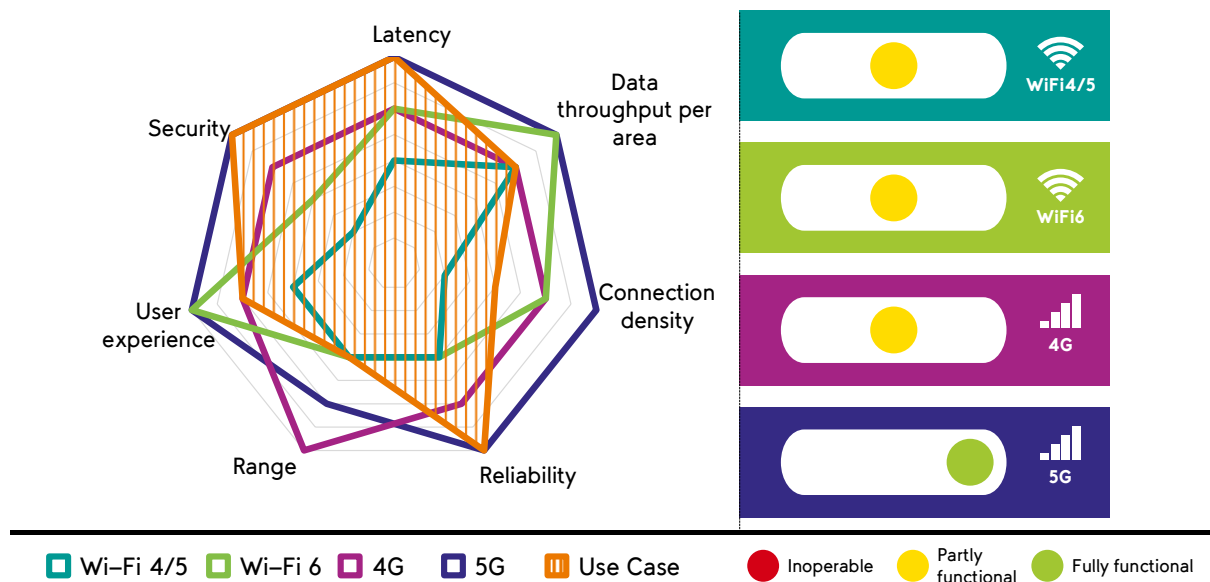 Latency
Data
throughput per
area
Security
Connection
density
User
experience
Range
Reliability
WiFi4/5
WiFi6
4G
5G
Wi–Fi 4/5
Wi–Fi 6
4G
5G
Use Case
Inoperable
Partly
functional
Fully functional